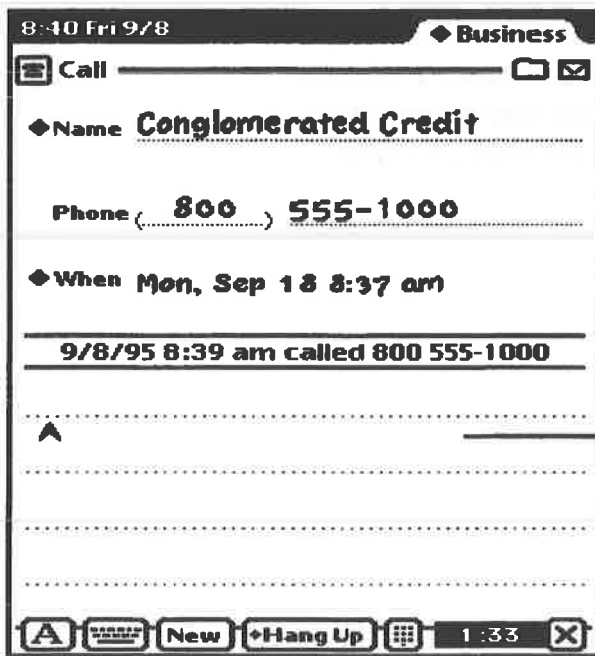 8:40 Fri 9/8
◆ Business
Call
◆Name Conglomerated Credit
Phone ( 800 ) 555-1000
◆When Mon, Sep 18 8:37 am
9/8/95 8:39 am called 800 555-1000
A New ◆Hang Up 1:33